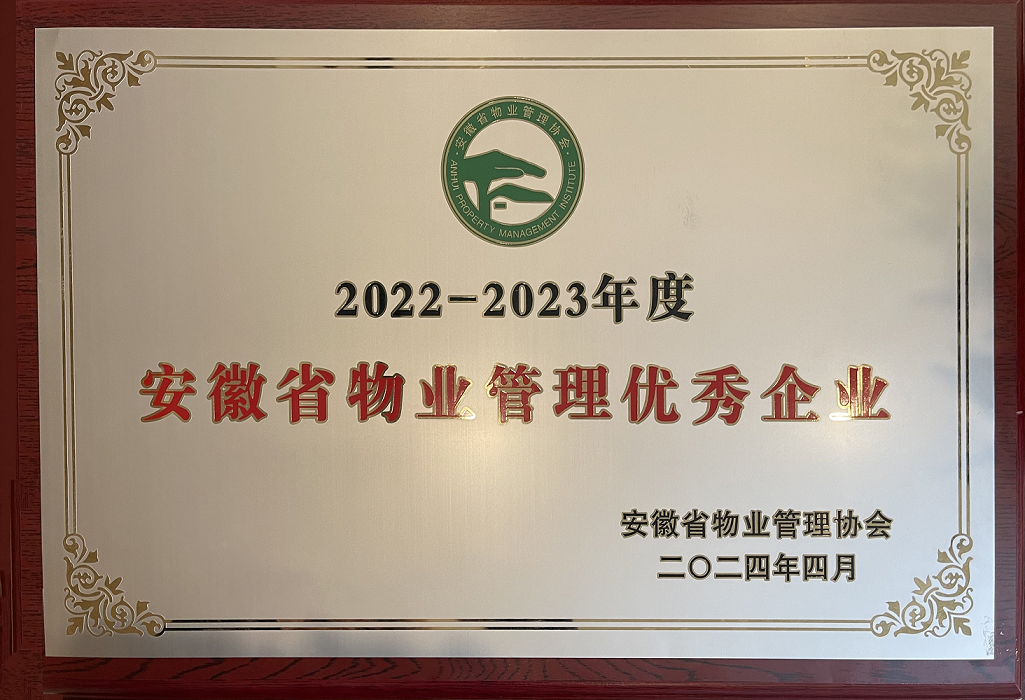 ·安徽省物业管理协会·
ANHUI PROPERTY MANAGEMENT INSTITUTE
2022-2023年度
安徽省物业管理优秀企业
安徽省物业管理协会
二〇二四年四月